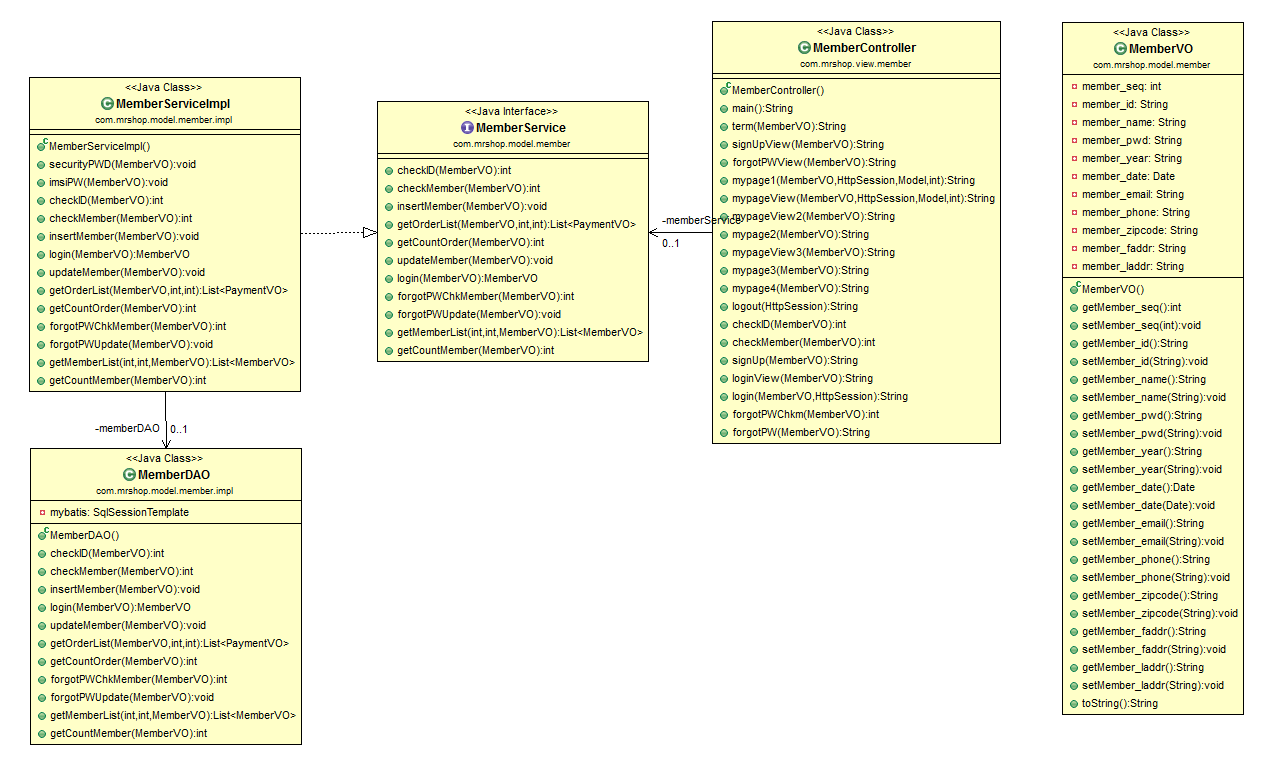 <<Java Class>>
MemberServiceImpl
com.mrshop.model.member.impl
MemberServiceImpl()
securityPWD(MemberVO):void
imsiPW(MemberVO):void
checkID(MemberVO):int
checkMember(MemberVO):int
insertMember(MemberVO):void
login(MemberVO):MemberVO
updateMember(MemberVO):void
getOrderList(MemberVO,int,int):List<PaymentVO>
getCountOrder(MemberVO):int
forgotPWChkMember(MemberVO):int
forgotPWUpdate(MemberVO):void
getMemberList(int,int,MemberVO):List<MemberVO>
getCountMember(MemberVO):int
-memberDAO
0..1
<<Java Class>>
MemberDAO
com.mrshop.model.member.impl
mybatis: SqlSessionTemplate
MemberDAO()
checkID(MemberVO):int
checkMember(MemberVO):int
insertMember(MemberVO):void
login(MemberVO):MemberVO
updateMember(MemberVO):void
getOrderList(MemberVO,int,int):List<PaymentVO>
getCountOrder(MemberVO):int
forgotPWChkMember(MemberVO):int
forgotPWUpdate(MemberVO):void
getMemberList(int,int,MemberVO):List<MemberVO>
getCountMember(MemberVO):int
<<Java Interface>>
MemberService
com.mrshop.model.member
checkID(MemberVO):int
checkMember(MemberVO):int
insertMember(MemberVO):void
getOrderList(MemberVO,int,int):List<PaymentVO>
getCountOrder(MemberVO):int
updateMember(MemberVO):void
login(MemberVO):MemberVO
forgotPWChkMember(MemberVO):int
forgotPWUpdate(MemberVO):void
getMemberList(int,int,MemberVO):List<MemberVO>
getCountMember(MemberVO):int
-memberService
0..1
<<Java Class>>
MemberController
com.mrshop.view.member
MemberController()
main():String
term(MemberVO):String
signUpView(MemberVO):String
forgotPWView(MemberVO):String
mypage1(MemberVO,HttpSession,Model,int):String
mypageView(MemberVO,HttpSession,Model,int):String
mypageView2(MemberVO):String
mypage2(MemberVO):String
mypageView3(MemberVO):String
mypage3(MemberVO):String
mypage4(MemberVO):String
logout(HttpSession):String
checkID(MemberVO):int
checkMember(MemberVO):int
signUp(MemberVO):String
loginView(MemberVO):String
login(MemberVO,HttpSession):String
forgotPWChkm(MemberVO):int
forgotPW(MemberVO):String
<<Java Class>>
MemberVO
com.mrshop.model.member
member_seq: int
member_id: String
member_name: String
member_pwd: String
member_year: String
member_date: Date
member_email: String
member_phone: String
member_zipcode: String
member_faddr: String
member_laddr: String
MemberVO()
getMember_seq():int
setMember_seq(int):void
getMember_id():String
setMember_id(String):void
getMember_name():String
setMember_name(String):void
getMember_pwd():String
setMember_pwd(String):void
getMember_year():String
setMember_year(String):void
getMember_date():Date
setMember_date(Date):void
getMember_email():String
setMember_email(String):void
getMember_phone():String
setMember_phone(String):void
getMember_zipcode():String
setMember_zipcode(String):void
getMember_faddr():String
setMember_faddr(String):void
getMember_laddr():String
setMember_laddr(String):void
toString():String